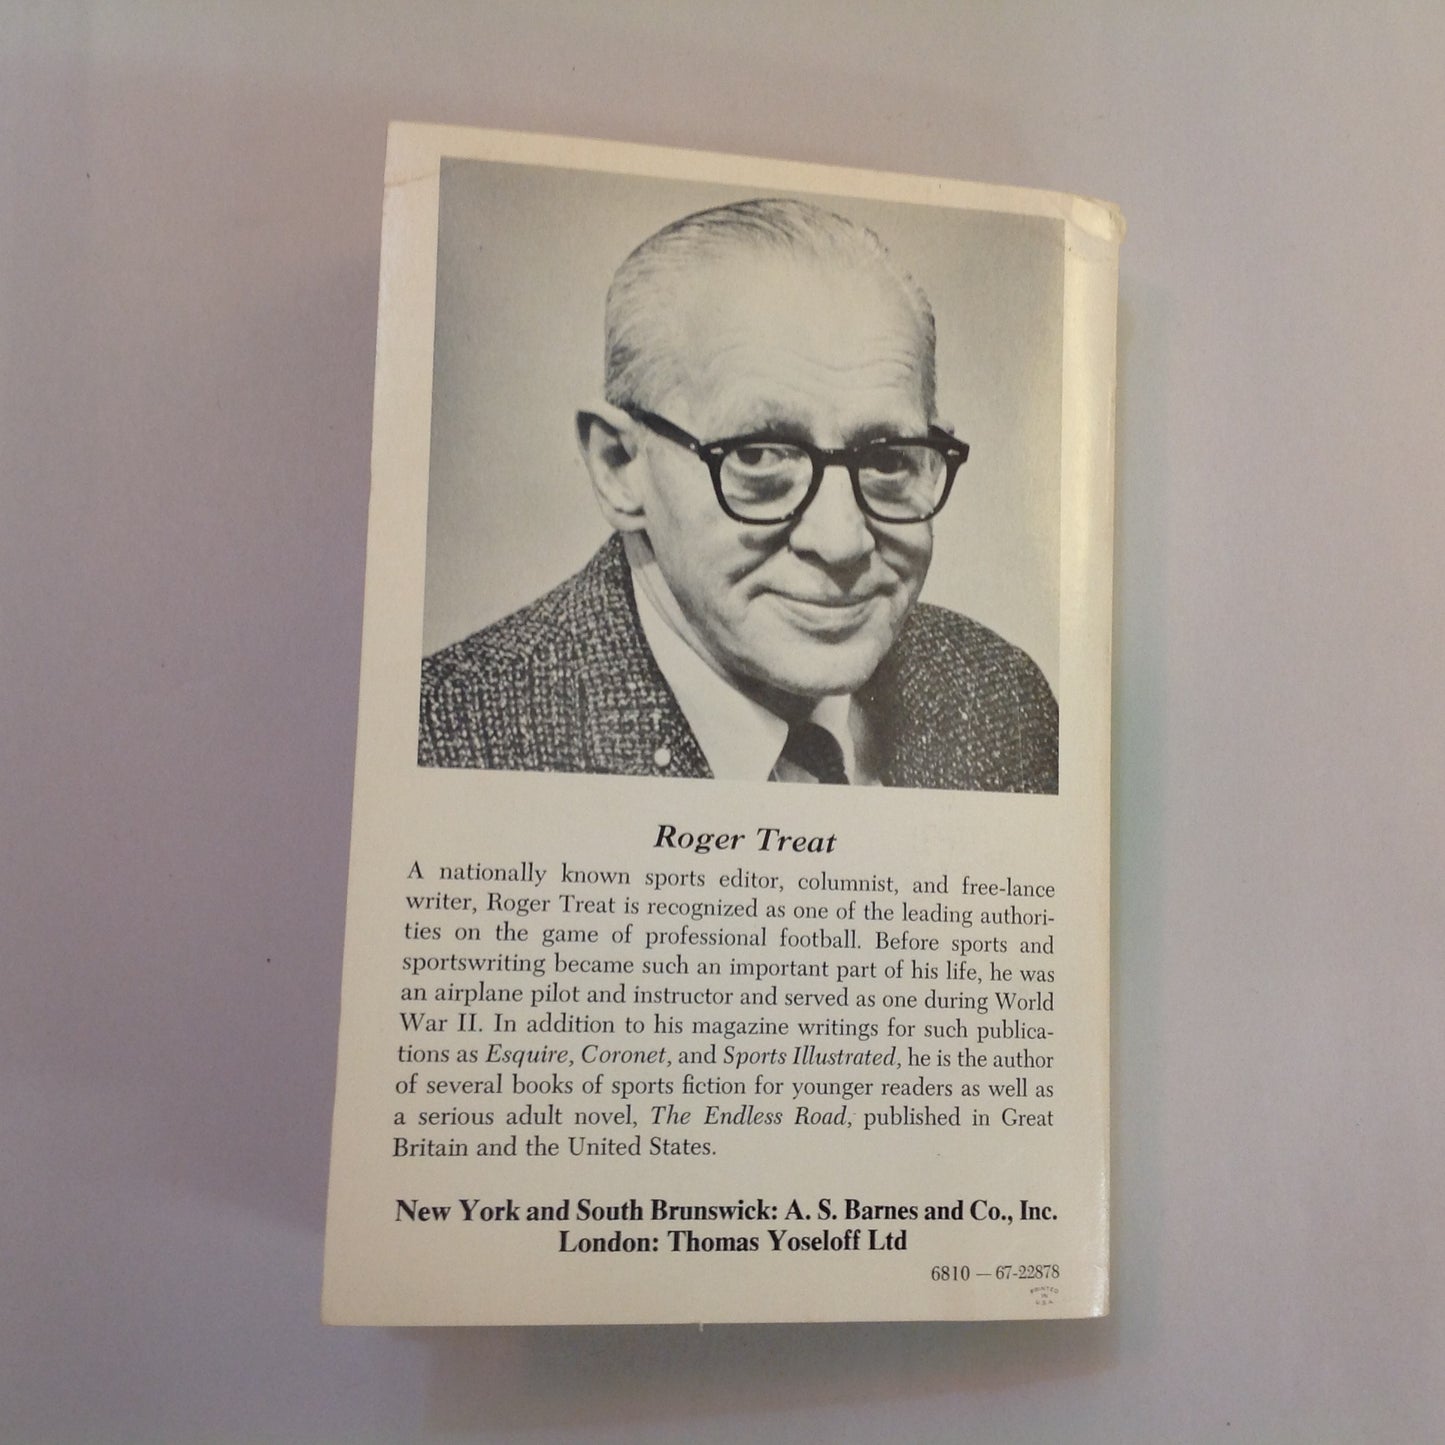 Roger Treat
A nationally known sports editor, columnist, and free-lance
writer, Roger Treat is recognized as one of the leading authori-
ties on the game of professional football. Before sports and
sportswriting became such an important part of his life, he was
an airplane pilot and instructor and served as one during World
War II. In addition to his magazine writings for such publica-
tions as Esquire, Coronet, and Sports Illustrated, he is the author
of several books of sports fiction for younger readers as well as
a serious adult novel, The Endless Road, published in Great
Britain and the United States.
New York and South Brunswick: A. S. Barnes and Co., Inc.
London: Thomas Yoseloff Ltd
6810 — 67-22878
PRINTED
IN
U.S.A.